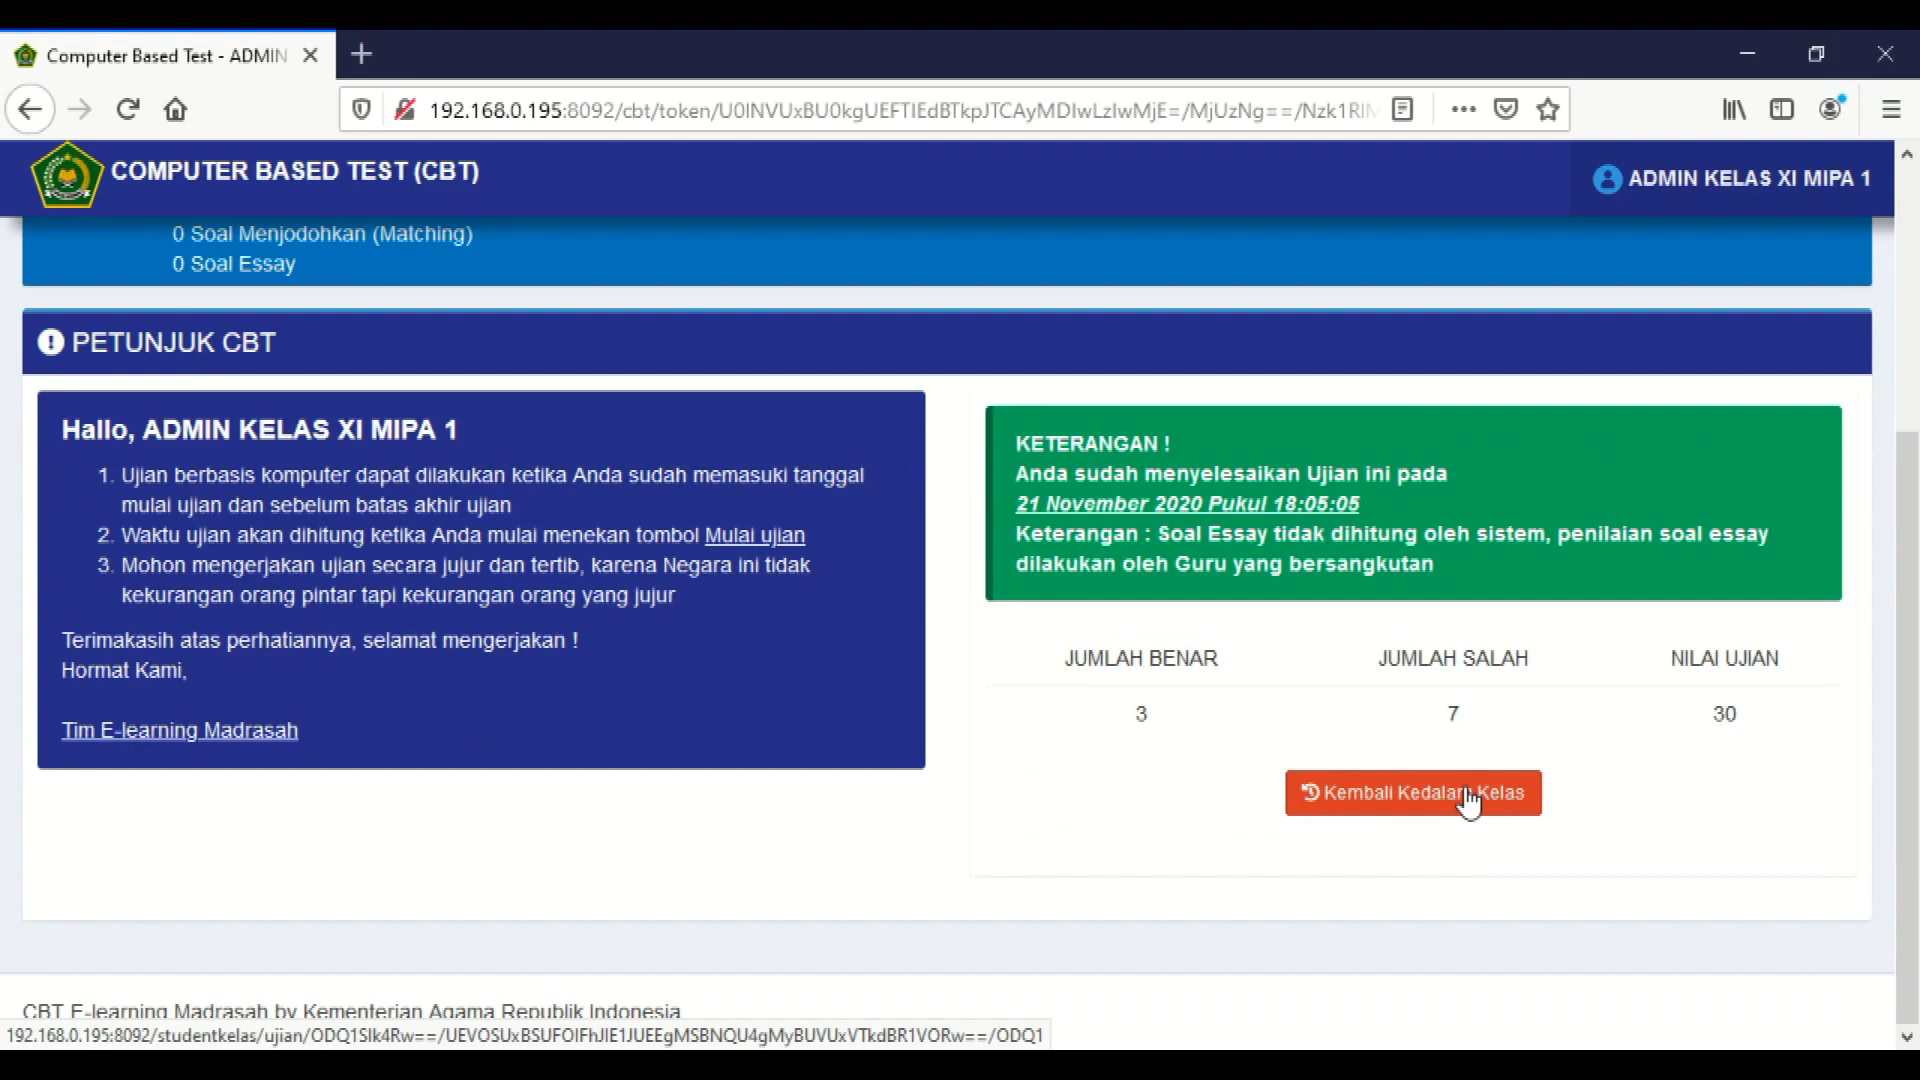 Computer Based Test - ADMIN
192.168.0.195:8092/cbt/token/U0lNVUxBU0kgUEFTIEdBTkpJTCAyMDIwLzIwMjE=/MjUzNg==/Nzk1RlM
COMPUTER BASED TEST (CBT)
ADMIN KELAS XI MIPA 1
0 Soal Menjodohkan (Matching)
0 Soal Essay
PETUNJUK CBT
Hallo, ADMIN KELAS XI MIPA 1
1. Ujian berbasis komputer dapat dilakukan ketika Anda sudah memasuki tanggal
mulai ujian dan sebelum batas akhir ujian
2. Waktu ujian akan dihitung ketika Anda mulai menekan tombol Mulai ujian
3. Mohon mengerjakan ujian secara jujur dan tertib, karena Negara ini tidak
kekurangan orang pintar tapi kekurangan orang yang jujur
Terimakasih atas perhatiannya, selamat mengerjakan !
Hormat Kami,
Tim E-learning Madrasah
KETERANGAN !
Anda sudah menyelesaikan Ujian ini pada
21 November 2020 Pukul 18:05:05
Keterangan : Soal Essay tidak dihitung oleh sistem, penilaian soal essay
dilakukan oleh Guru yang bersangkutan
JUMLAH BENAR JUMLAH SALAH NILAI UJIAN
3 7 30
Kembali Kedalam Kelas
CBT E-learning Madrasah by Kementerian Agama Republik Indonesia
192.168.0.195:8092/studentkelas/ujian/ODQ1Slk4Rw==/UEVOSUxBSUFOIFhJIE1JUEEgMSBNQU4gMyBUVUxVTkdBR1VORw==/ODQ1